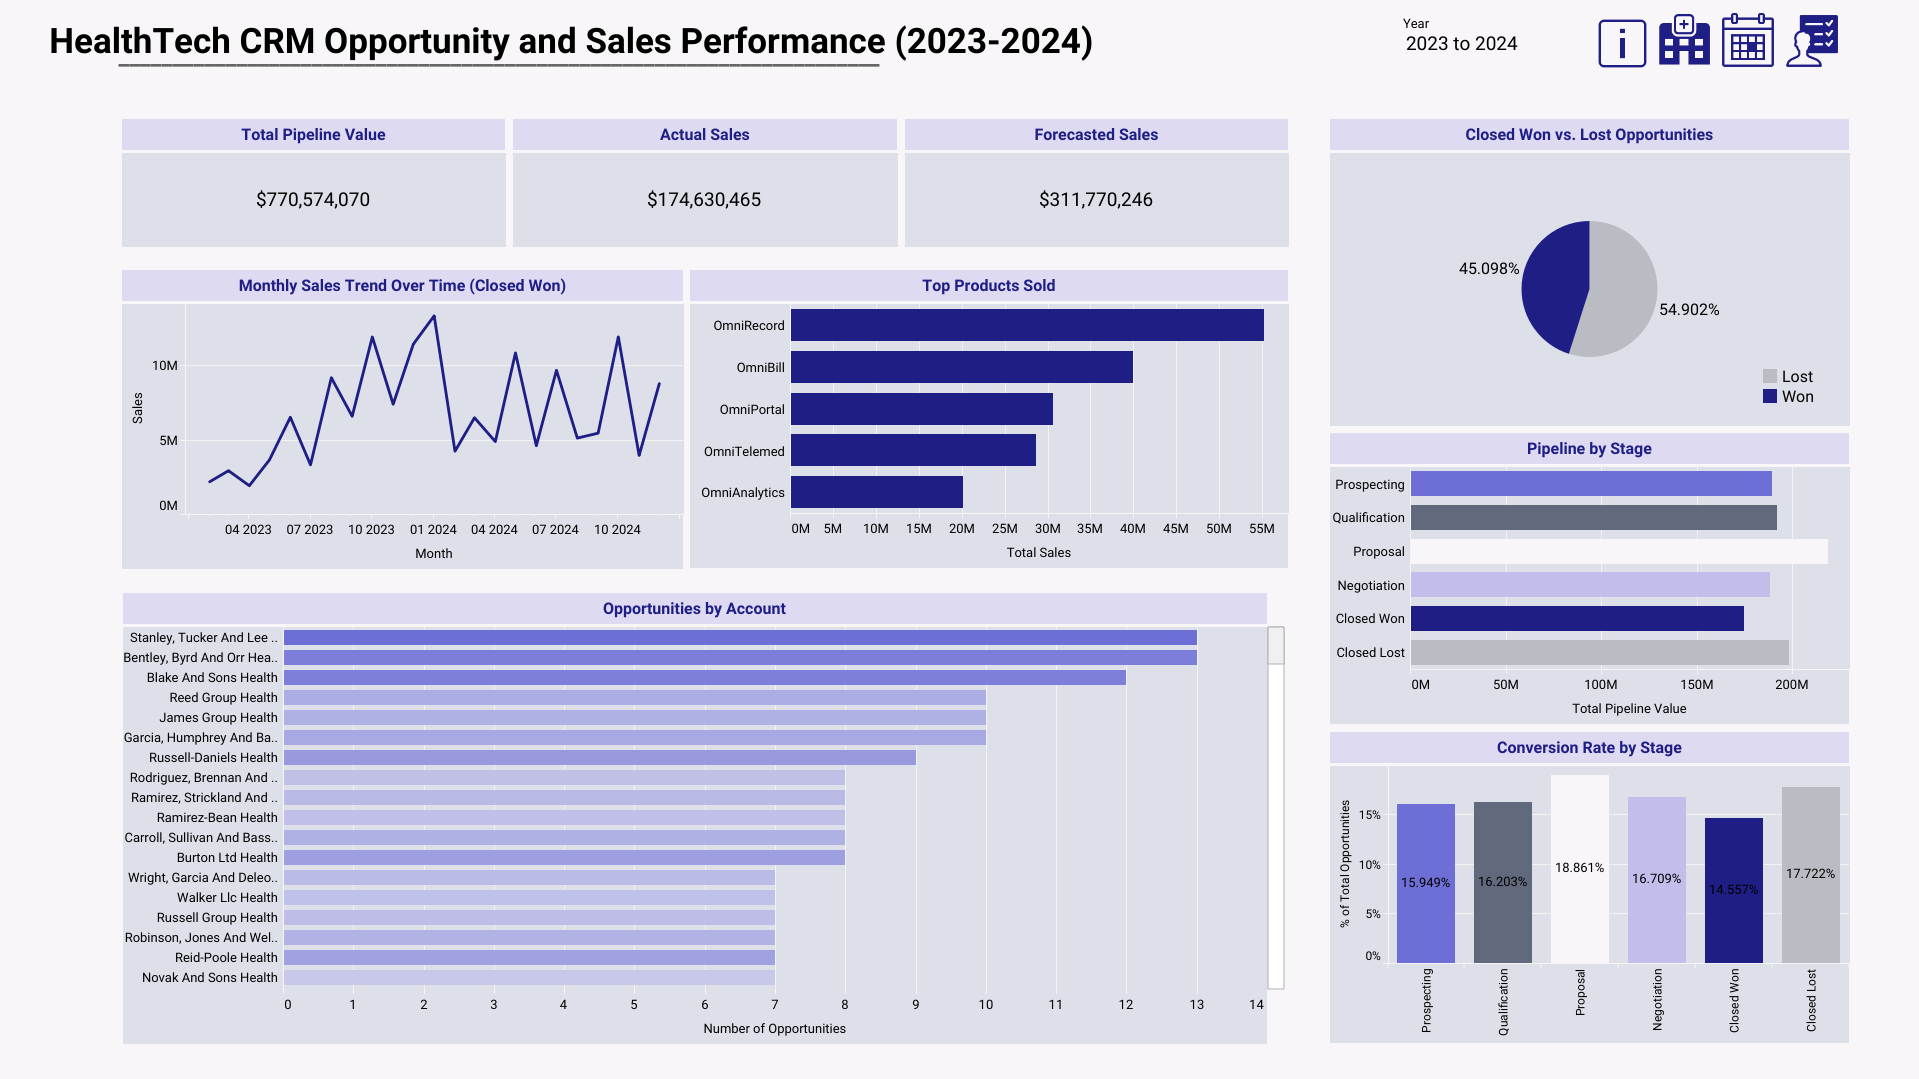 HealthTech CRM Opportunity and Sales Performance (2023-2024)
Year
2023 to 2024
Total Pipeline Value
$770,574,070
Actual Sales
$174,630,465
Forecasted Sales
$311,770,246
Closed Won vs. Lost Opportunities
45.098%
54.902%
Lost
Won
Monthly Sales Trend Over Time (Closed Won)
Sales
10M
5M
0M
04 2023 07 2023 10 2023 01 2024 04 2024 07 2024 10 2024
Month
Top Products Sold
OmniRecord
OmniBill
OmniPortal
OmniTelemed
OmniAnalytics
0M 5M 10M 15M 20M 25M 30M 35M 40M 45M 50M 55M
Total Sales
Pipeline by Stage
Prospecting
Qualification
Proposal
Negotiation
Closed Won
Closed Lost
0M 50M 100M 150M 200M
Total Pipeline Value
Opportunities by Account
Stanley, Tucker And Lee ..
Bentley, Byrd And Orr Hea..
Blake And Sons Health
Reed Group Health
James Group Health
Garcia, Humphrey And Ba..
Russell-Daniels Health
Rodriguez, Brennan And ..
Ramirez, Strickland And ..
Ramirez-Bean Health
Carroll, Sullivan And Bass..
Burton Ltd Health
Wright, Garcia And Deleo..
Walker Llc Health
Russell Group Health
Robinson, Jones And Wel..
Reid-Poole Health
Novak And Sons Health
0 1 2 3 4 5 6 7 8 9 10 11 12 13 14
Number of Opportunities
Conversion Rate by Stage
% of Total Opportunities
15%
10%
5%
0%
15.949% 16.203% 18.861% 16.709% 14.557% 17.722%
Prospecting
Qualification
Proposal
Negotiation
Closed Won
Closed Lost